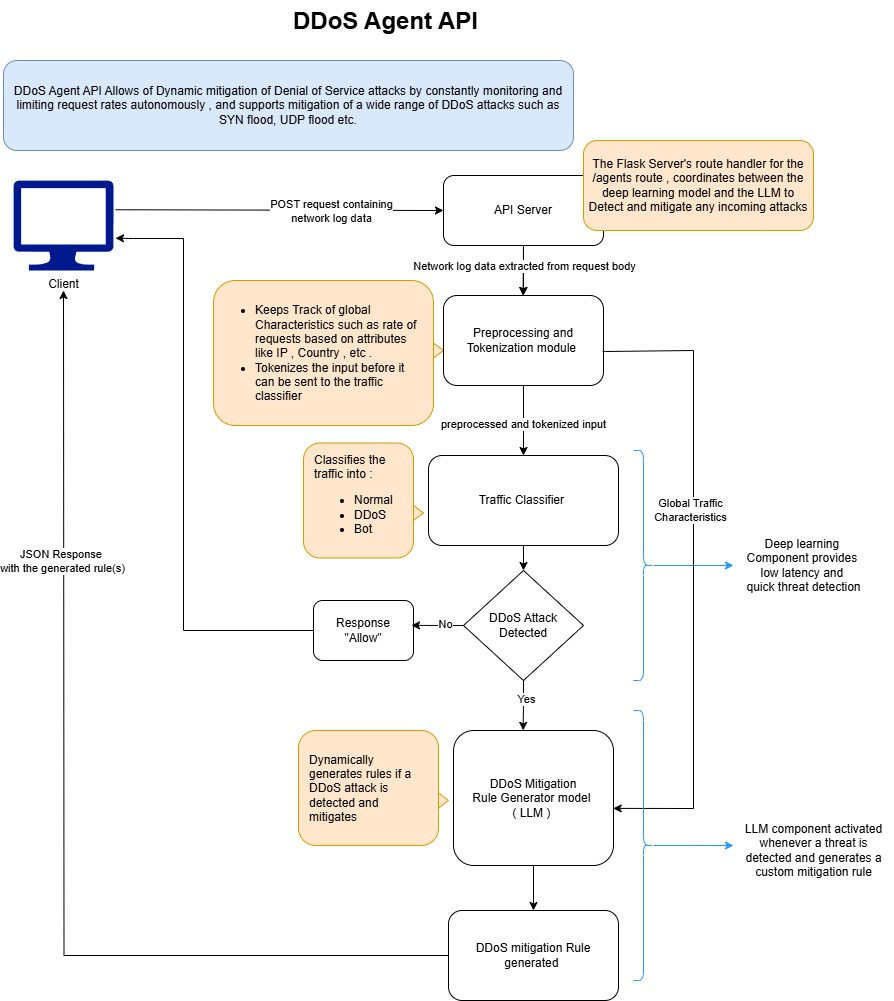 DDoS Agent API
DDoS Agent API Allows of Dynamic mitigation of Denial of Service attacks by constantly monitoring and
limiting request rates autonomously , and supports mitigation of a wide range of DDoS attacks such as
SYN flood, UDP flood etc.
The Flask Server's route handler for the
/agents route , coordinates between the
deep learning model and the LLM to
Detect and mitigate any incoming attacks
POST request containing
network log data
API Server
Client
Network log data extracted from request body
• Keeps Track of global
Characteristics such as rate of
requests based on attributes
like IP , Country , etc .
• Tokenizes the input before it
can be sent to the traffic
classifier
Preprocessing and
Tokenization module
preprocessed and tokenized input
Classifies the
traffic into :
• Normal
• DDoS
• Bot
Traffic Classifier
Global Traffic
Characteristics
Deep learning
Component provides
low latency and
quick threat detection
JSON Response
with the generated rule(s)
Response
"Allow"
No
DDoS Attack
Detected
Yes
Dynamically
generates rules if a
DDoS attack is
detected and
mitigates
DDoS Mitigation
Rule Generator model
( LLM )
LLM component activated
whenever a threat is
detected and generates a
custom mitigation rule
DDoS mitigation Rule
generated